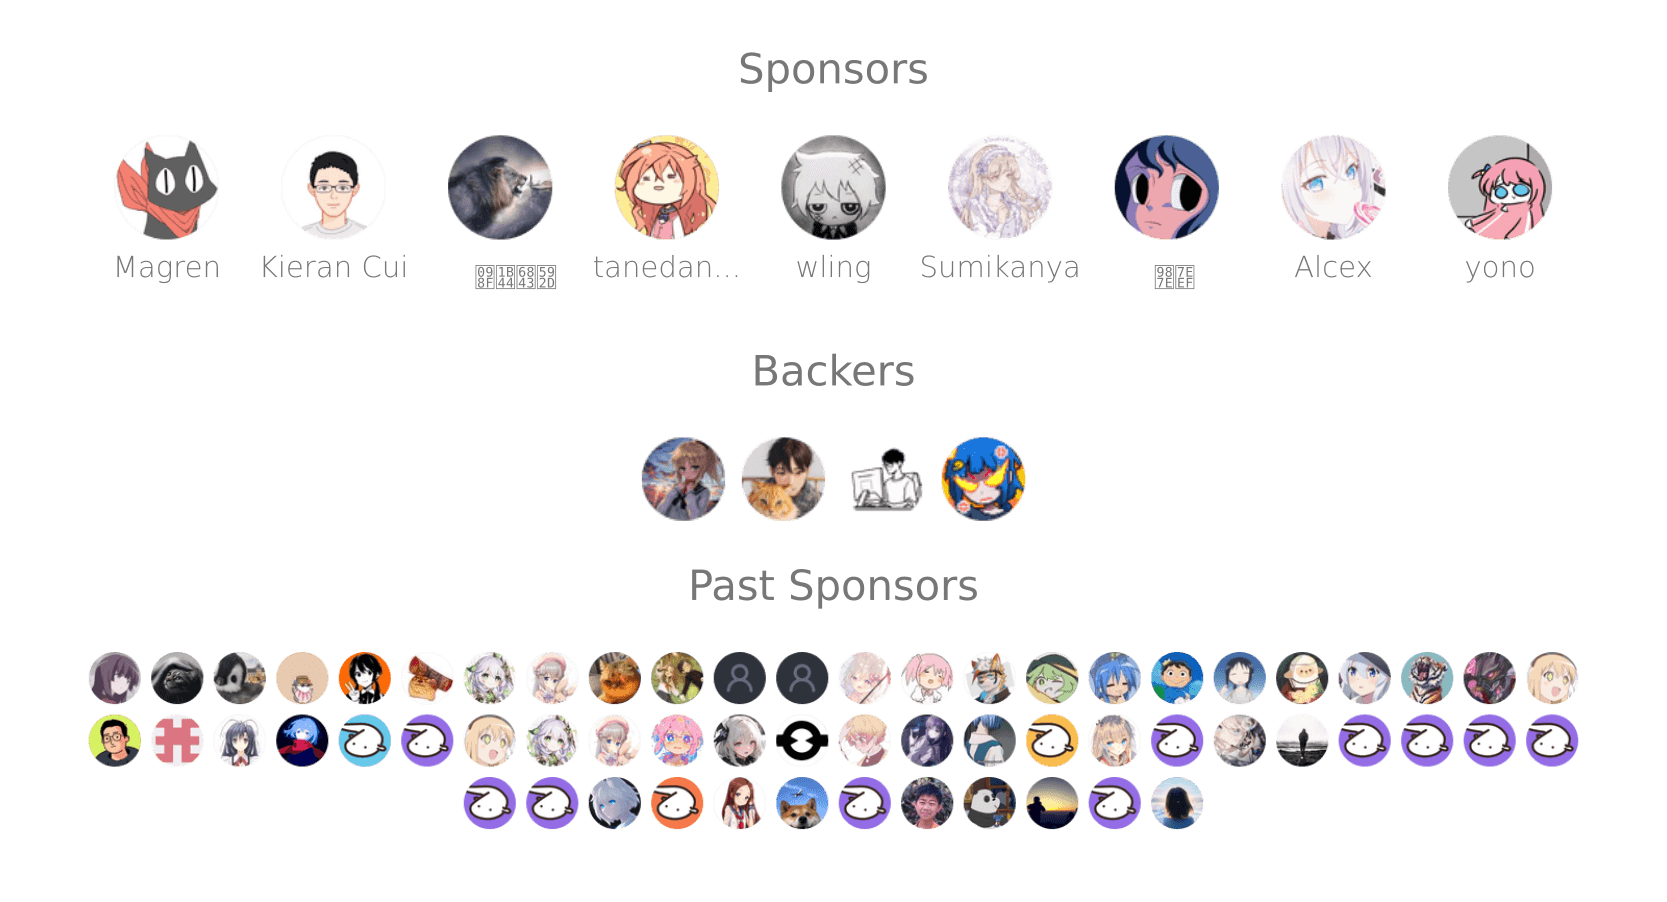 Sponsors
Magren Kieran Cui tanedan... wling Sumikanya Alcex yono
Backers
Past Sponsors